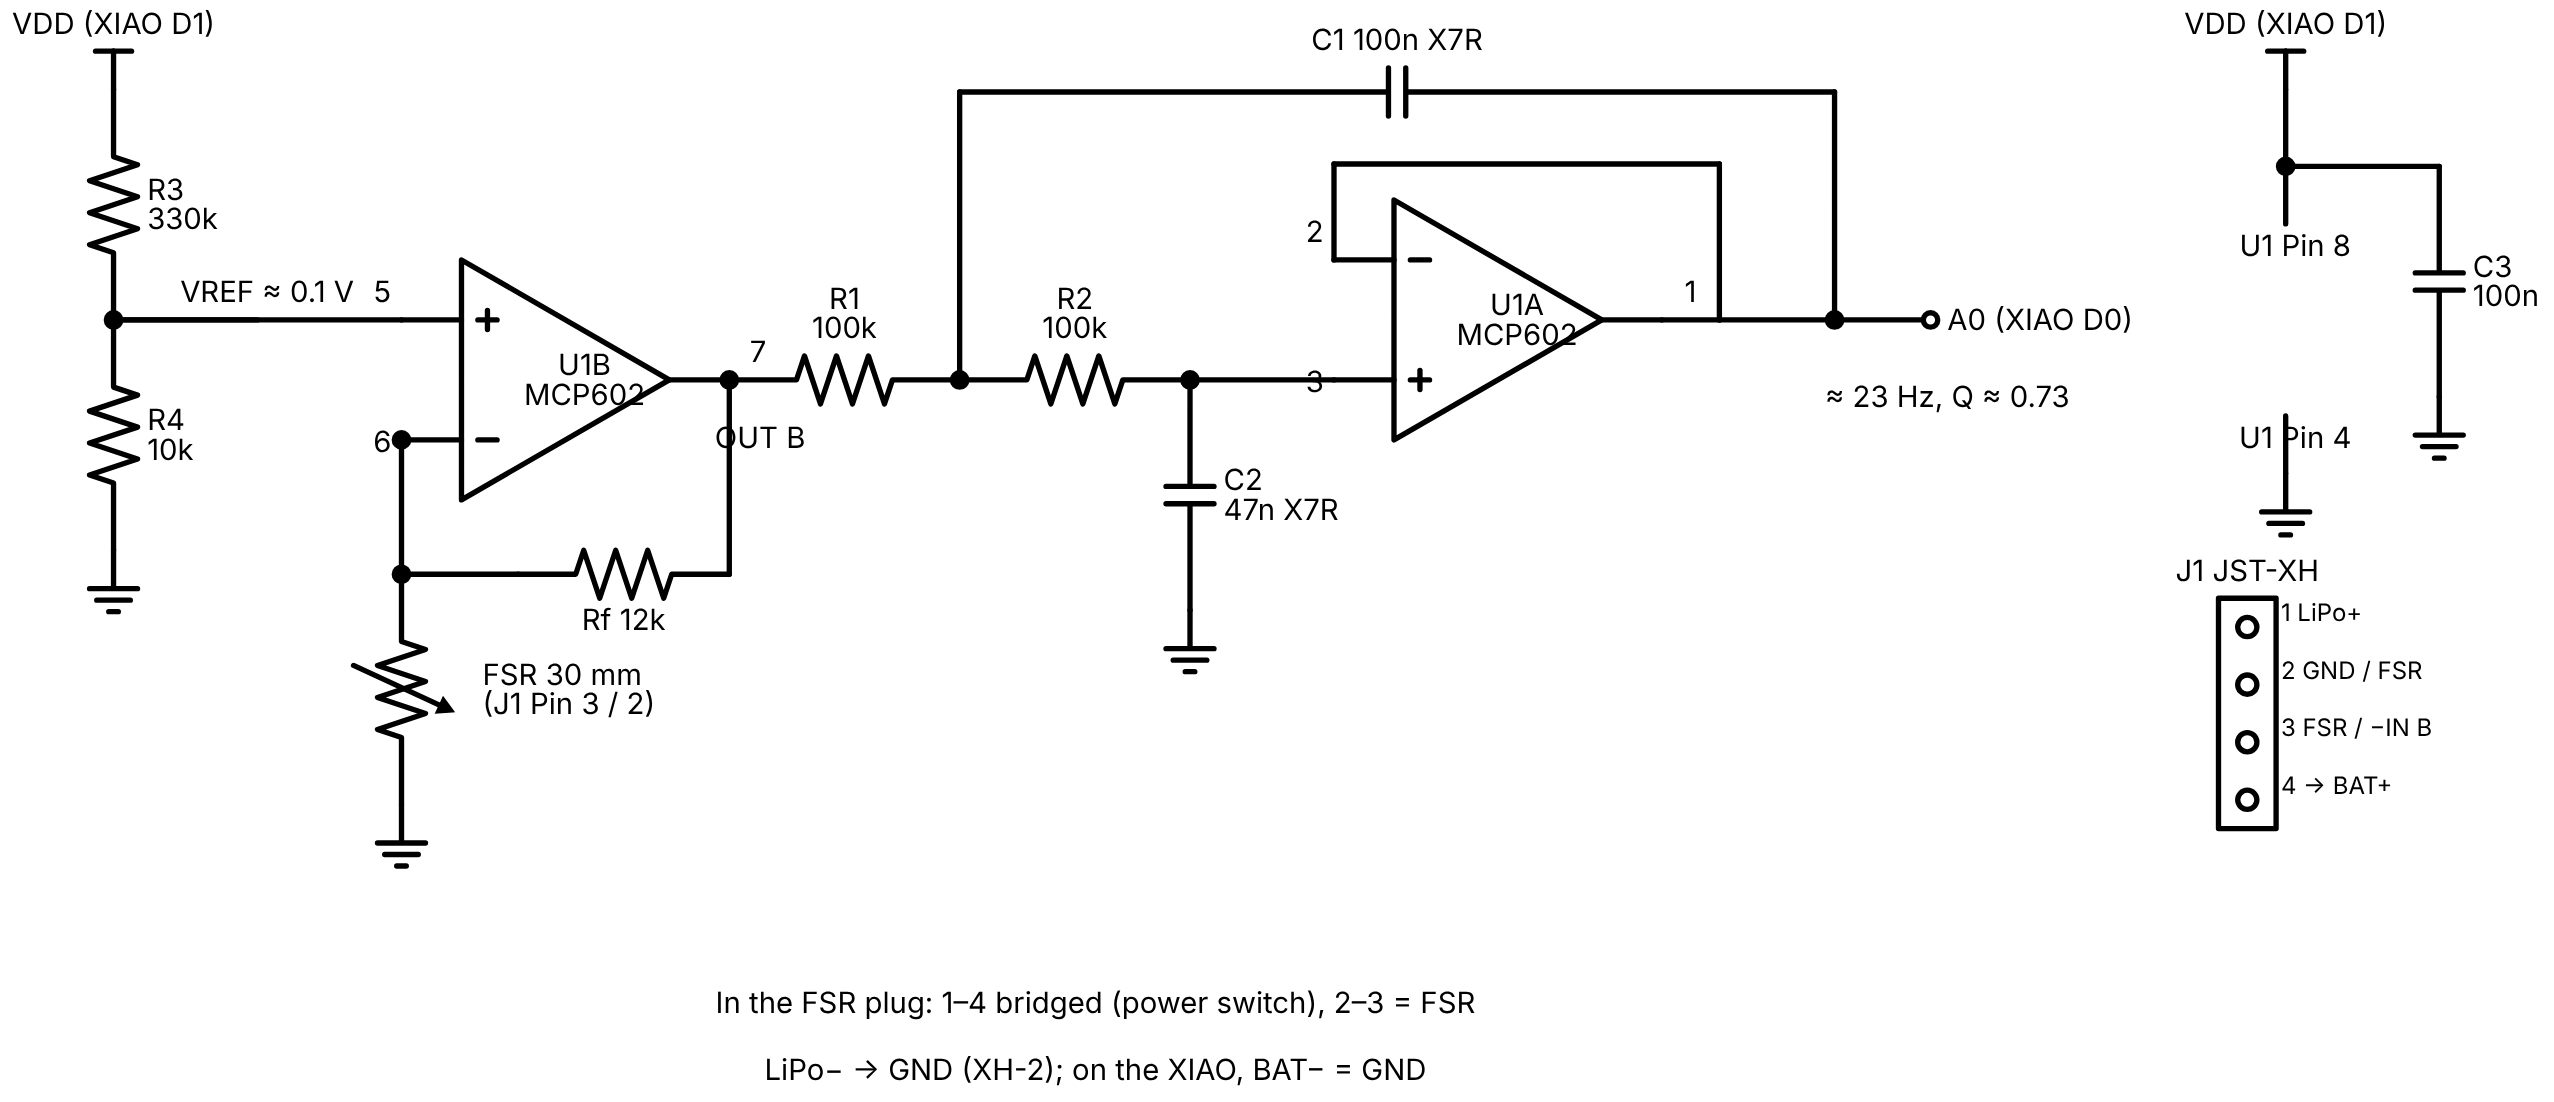 VDD (XIAO D1)
R3
330k
VREF ≈ 0.1 V
5
R4
10k
U1B
MCP602
6
7
OUT B
Rf 12k
FSR 30 mm
(J1 Pin 3 / 2)
R1
100k
R2
100k
C1 100n X7R
C2
47n X7R
2
3
U1A
MCP602
1
A0 (XIAO D0)
≈ 23 Hz, Q ≈ 0.73
VDD (XIAO D1)
U1 Pin 8
C3
100n
U1 Pin 4
J1 JST-XH
1 LiPo+
2 GND / FSR
3 FSR / −IN B
4 → BAT+
In the FSR plug: 1–4 bridged (power switch), 2–3 = FSR
LiPo− → GND (XH-2); on the XIAO, BAT− = GND